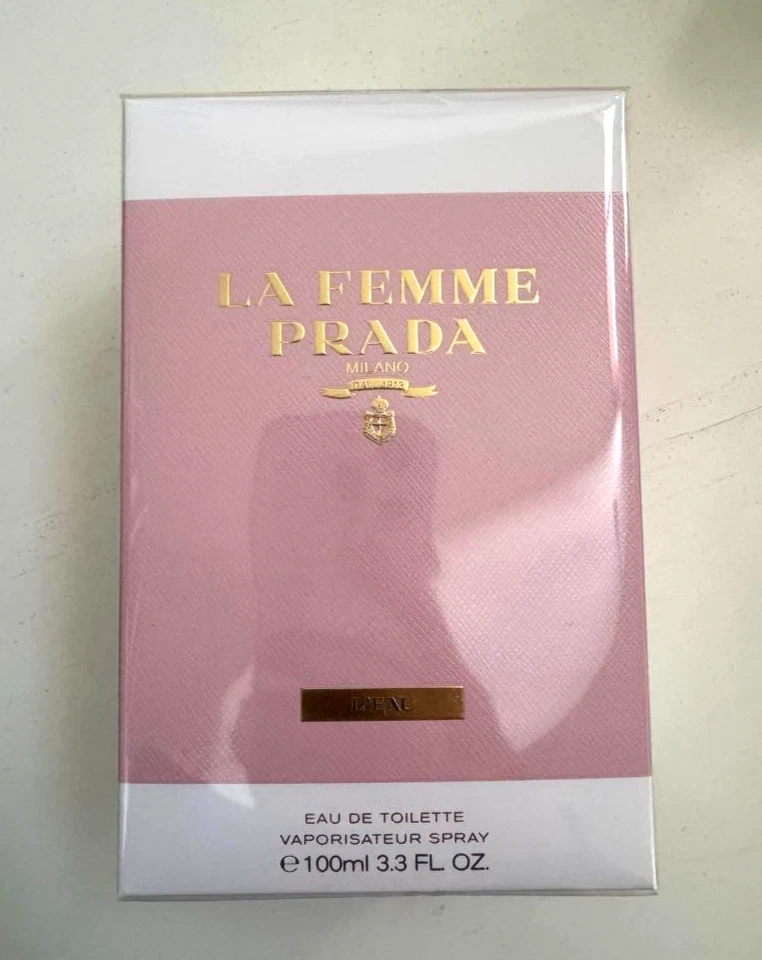 LA FEMME
PRADA
MILANO
DAL 1913
L'EAU
EAU DE TOILETTE
VAPORISATEUR SPRAY
℮100ml 3.3 FL. OZ.